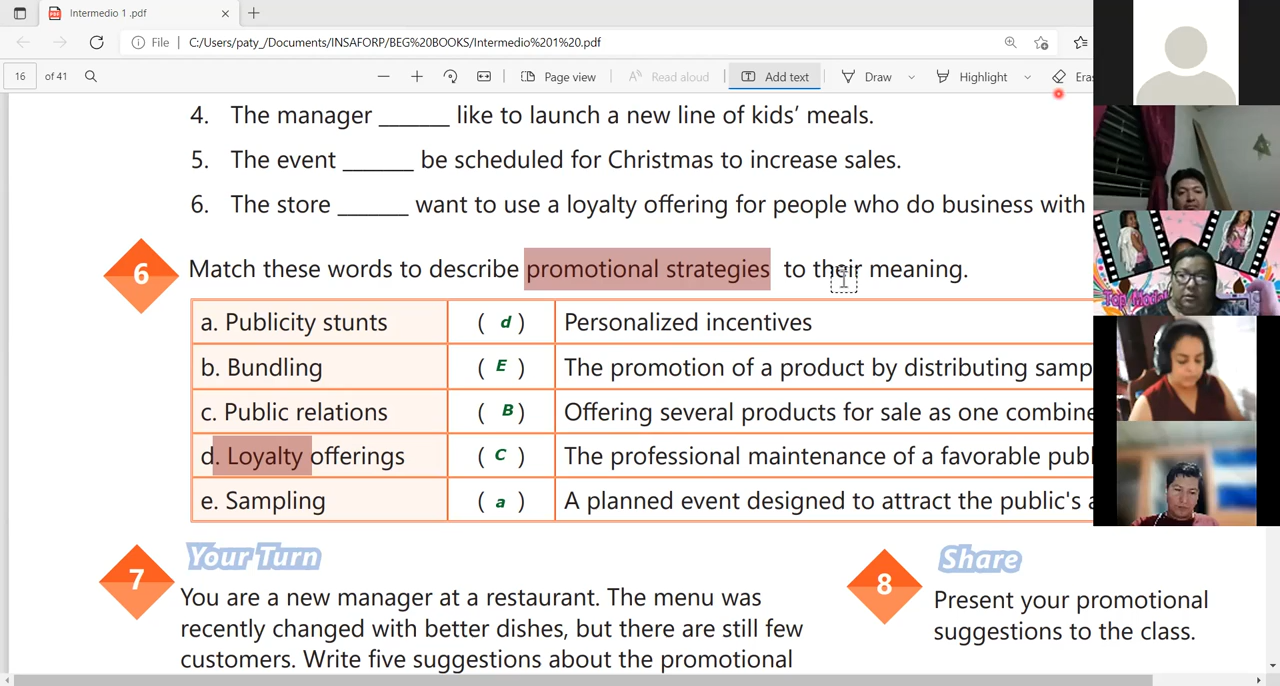 Intermedio 1 .pdf
File | C:/Users/paty_/Documents/INSAFORP/BEG%20BOOKS/Intermedio%201%20.pdf
16 of 41 Page view Read aloud Add text Draw Highlight Eras
4. The manager _______ like to launch a new line of kids’ meals.
5. The event _______ be scheduled for Christmas to increase sales.
6. The store _______ want to use a loyalty offering for people who do business with
6 Match these words to describe promotional strategies to their meaning.
a. Publicity stunts ( d ) Personalized incentives
b. Bundling ( E ) The promotion of a product by distributing samp
c. Public relations ( B ) Offering several products for sale as one combine
d. Loyalty offerings ( C ) The professional maintenance of a favorable publ
e. Sampling ( a ) A planned event designed to attract the public's a
7 Your Turn
You are a new manager at a restaurant. The menu was
recently changed with better dishes, but there are still few
customers. Write five suggestions about the promotional
8 Share
Present your promotional
suggestions to the class.
Top Model